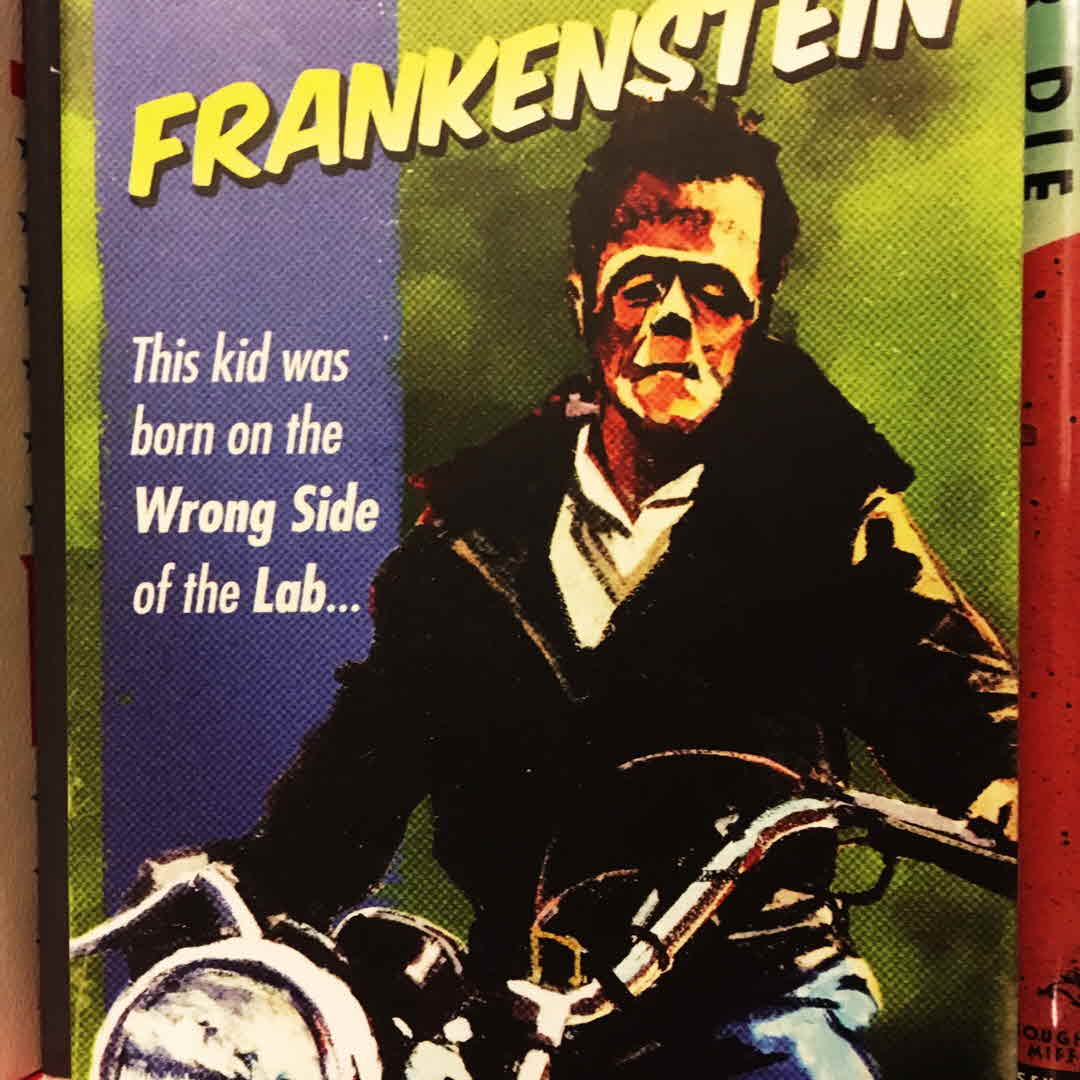 FRANKENSTEIN
This kid was
born on the
Wrong Side
of the Lab...
DIE